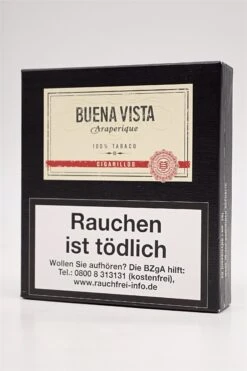 BUENA VISTA
Araperique
100% TABACO
CIGARILLOS
Rauchen
ist tödlich
Wollen Sie aufhören? Die BZgA hilft:
Tel.: 0800 8 313131 (kostenfrei),
www.rauchfrei-info.de